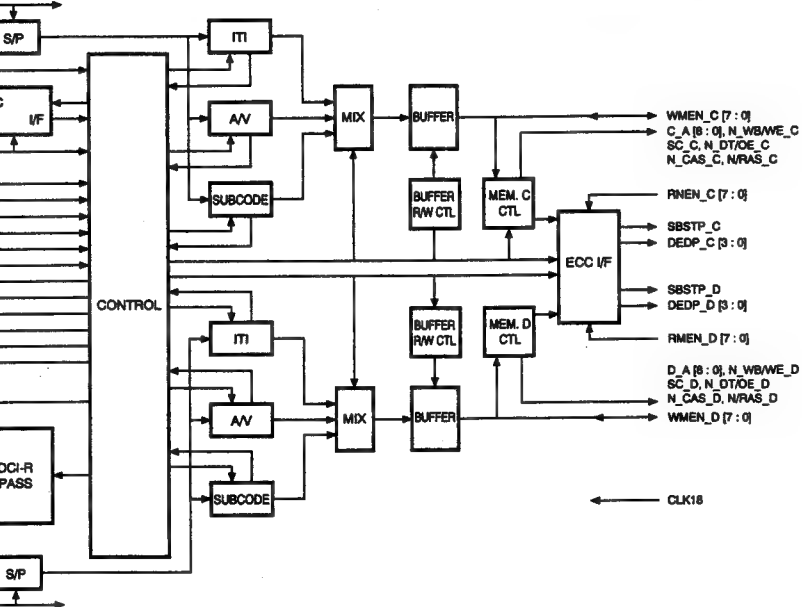 S/P
ITI
C
I/F
A/V
SUBCODE
MIX
BUFFER
BUFFER
R/W CTL
MEM. C
CTL
ECC I/F
WMEN_C [7 : 0]
C_A [8 : 0], N_WB/WE_C
SC_C, N_DT/OE_C
N_CAS_C, N/RAS_C
RNEN_C [7 : 0]
SBSTP_C
DEDP_C [3 : 0]
SBSTP_D
DEDP_D [3 : 0]
RMEN_D [7 : 0]
CONTROL
ITI
A/V
SUBCODE
MIX
BUFFER
R/W CTL
BUFFER
MEM. D
CTL
D_A [8 : 0], N_WB/WE_D
SC_D, N_DT/OE_D
N_CAS_D, N/RAS_D
WMEN_D [7 : 0]
DCI-R
PASS
CLK18
S/P